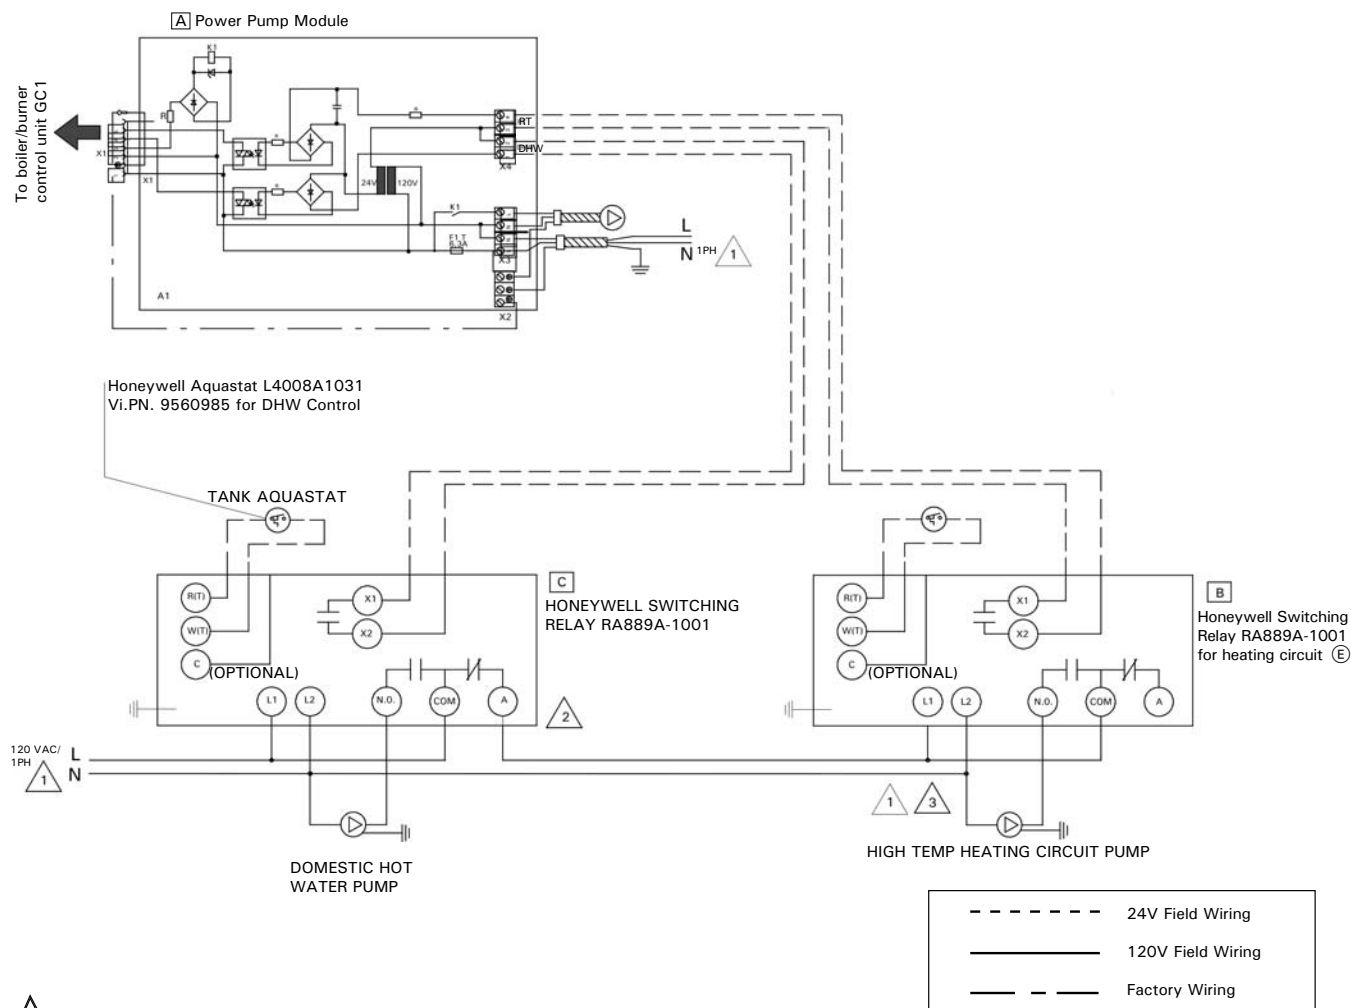 A Power Pump Module
To boiler/burner
control unit GC1
K1
R
X1
X1
RT
DHW
X4
24V 120V
K1
F1.T
6.3A
X3
L
N 1PH 1
A1
X2
Honeywell Aquastat L4008A1031
Vi.PN. 9560985 for DHW Control
TANK AQUASTAT
R(T)
W(T)
C
(OPTIONAL)
X1
X2
L1 L2 N.O. COM A
C
HONEYWELL SWITCHING
RELAY RA889A-1001
2
R(T)
W(T)
C
(OPTIONAL)
X1
X2
L1 L2 N.O. COM A
B
Honeywell Switching
Relay RA889A-1001
for heating circuit E
120 VAC/
1PH
L
N
1
1 3
DOMESTIC HOT
WATER PUMP
HIGH TEMP HEATING CIRCUIT PUMP
24V Field Wiring
120V Field Wiring
Factory Wiring